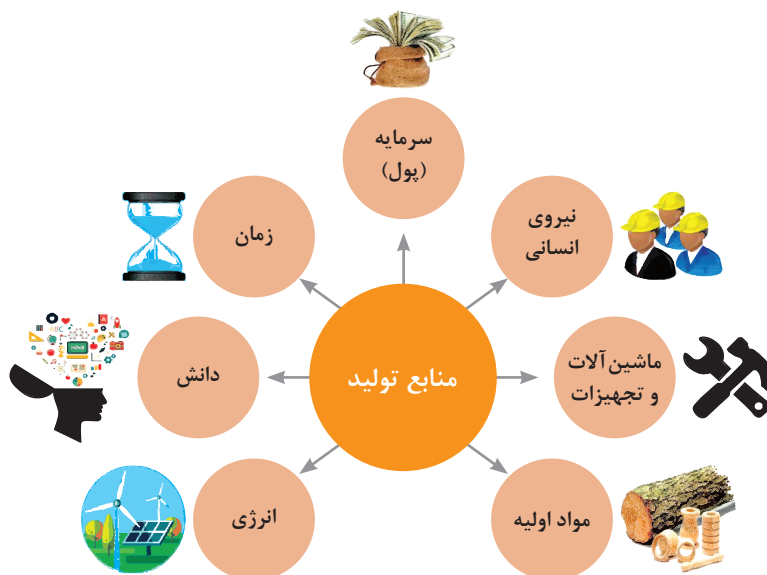 سرمایه
(پول)
نیروی
انسانی
زمان
منابع تولید
ماشین آلات
و تجهیزات
دانش
مواد اولیه
انرژی